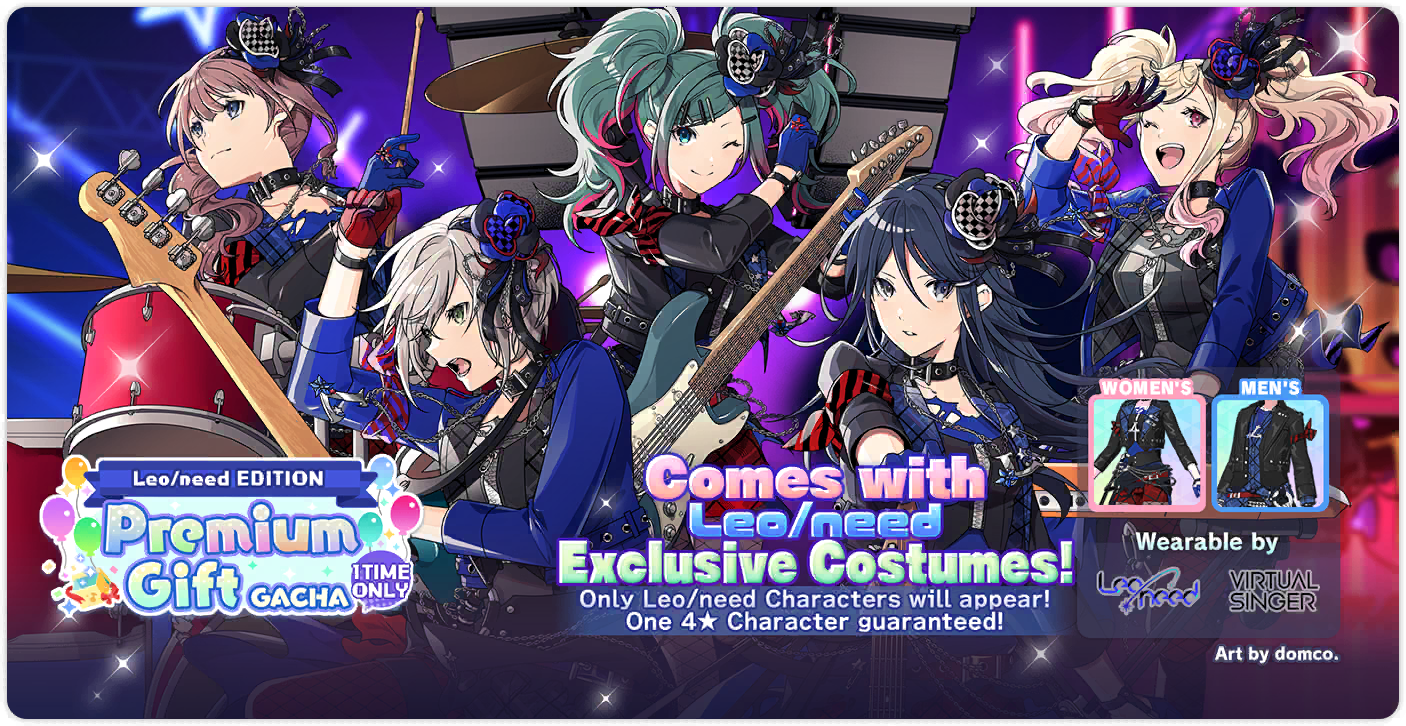 Leo/need EDITION
Premium
Gift GACHA
1TIME
ONLY
Comes with
Leo/need
Exclusive Costumes!
Only Leo/need Characters will appear!
One 4★ Character guaranteed!
WOMEN'S
MEN'S
Wearable by
Leo/need
VIRTUAL
SINGER
Art by domco.